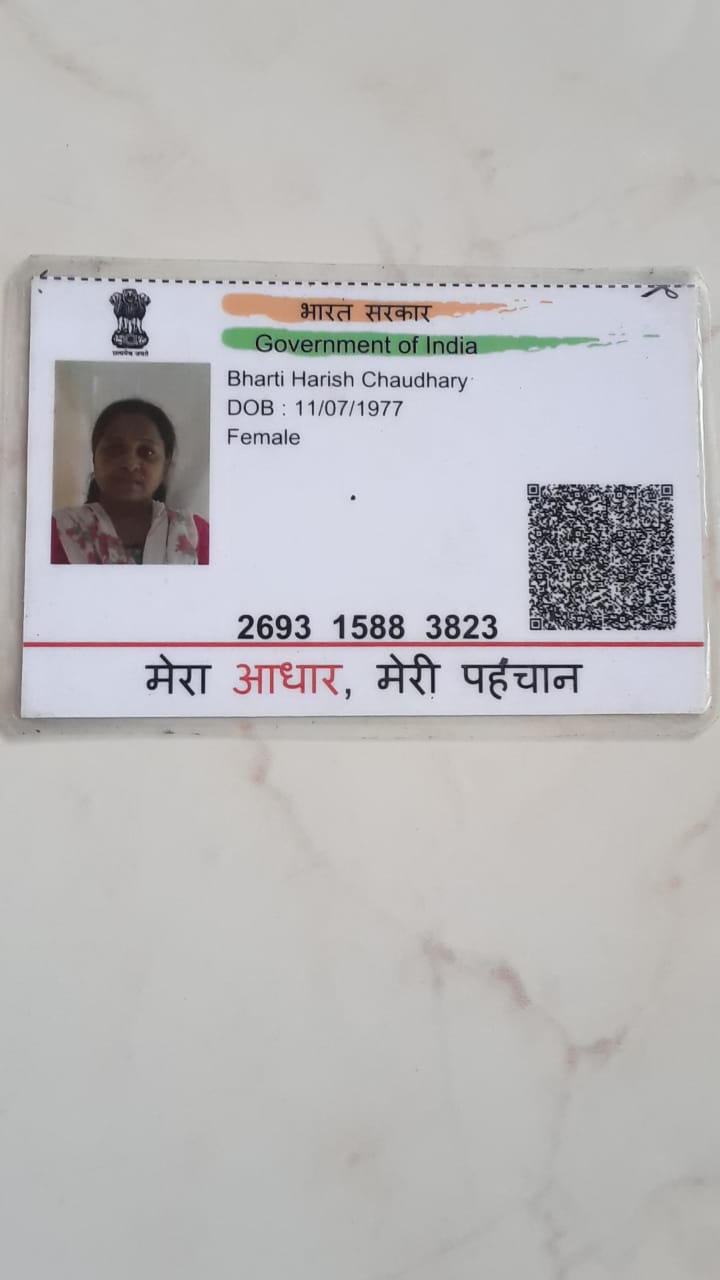 भारत सरकार
Government of India
सत्यमेव जयते
Bharti Harish Chaudhary
DOB : 11/07/1977
Female
2693 1588 3823
मेरा आधार, मेरी पहचान